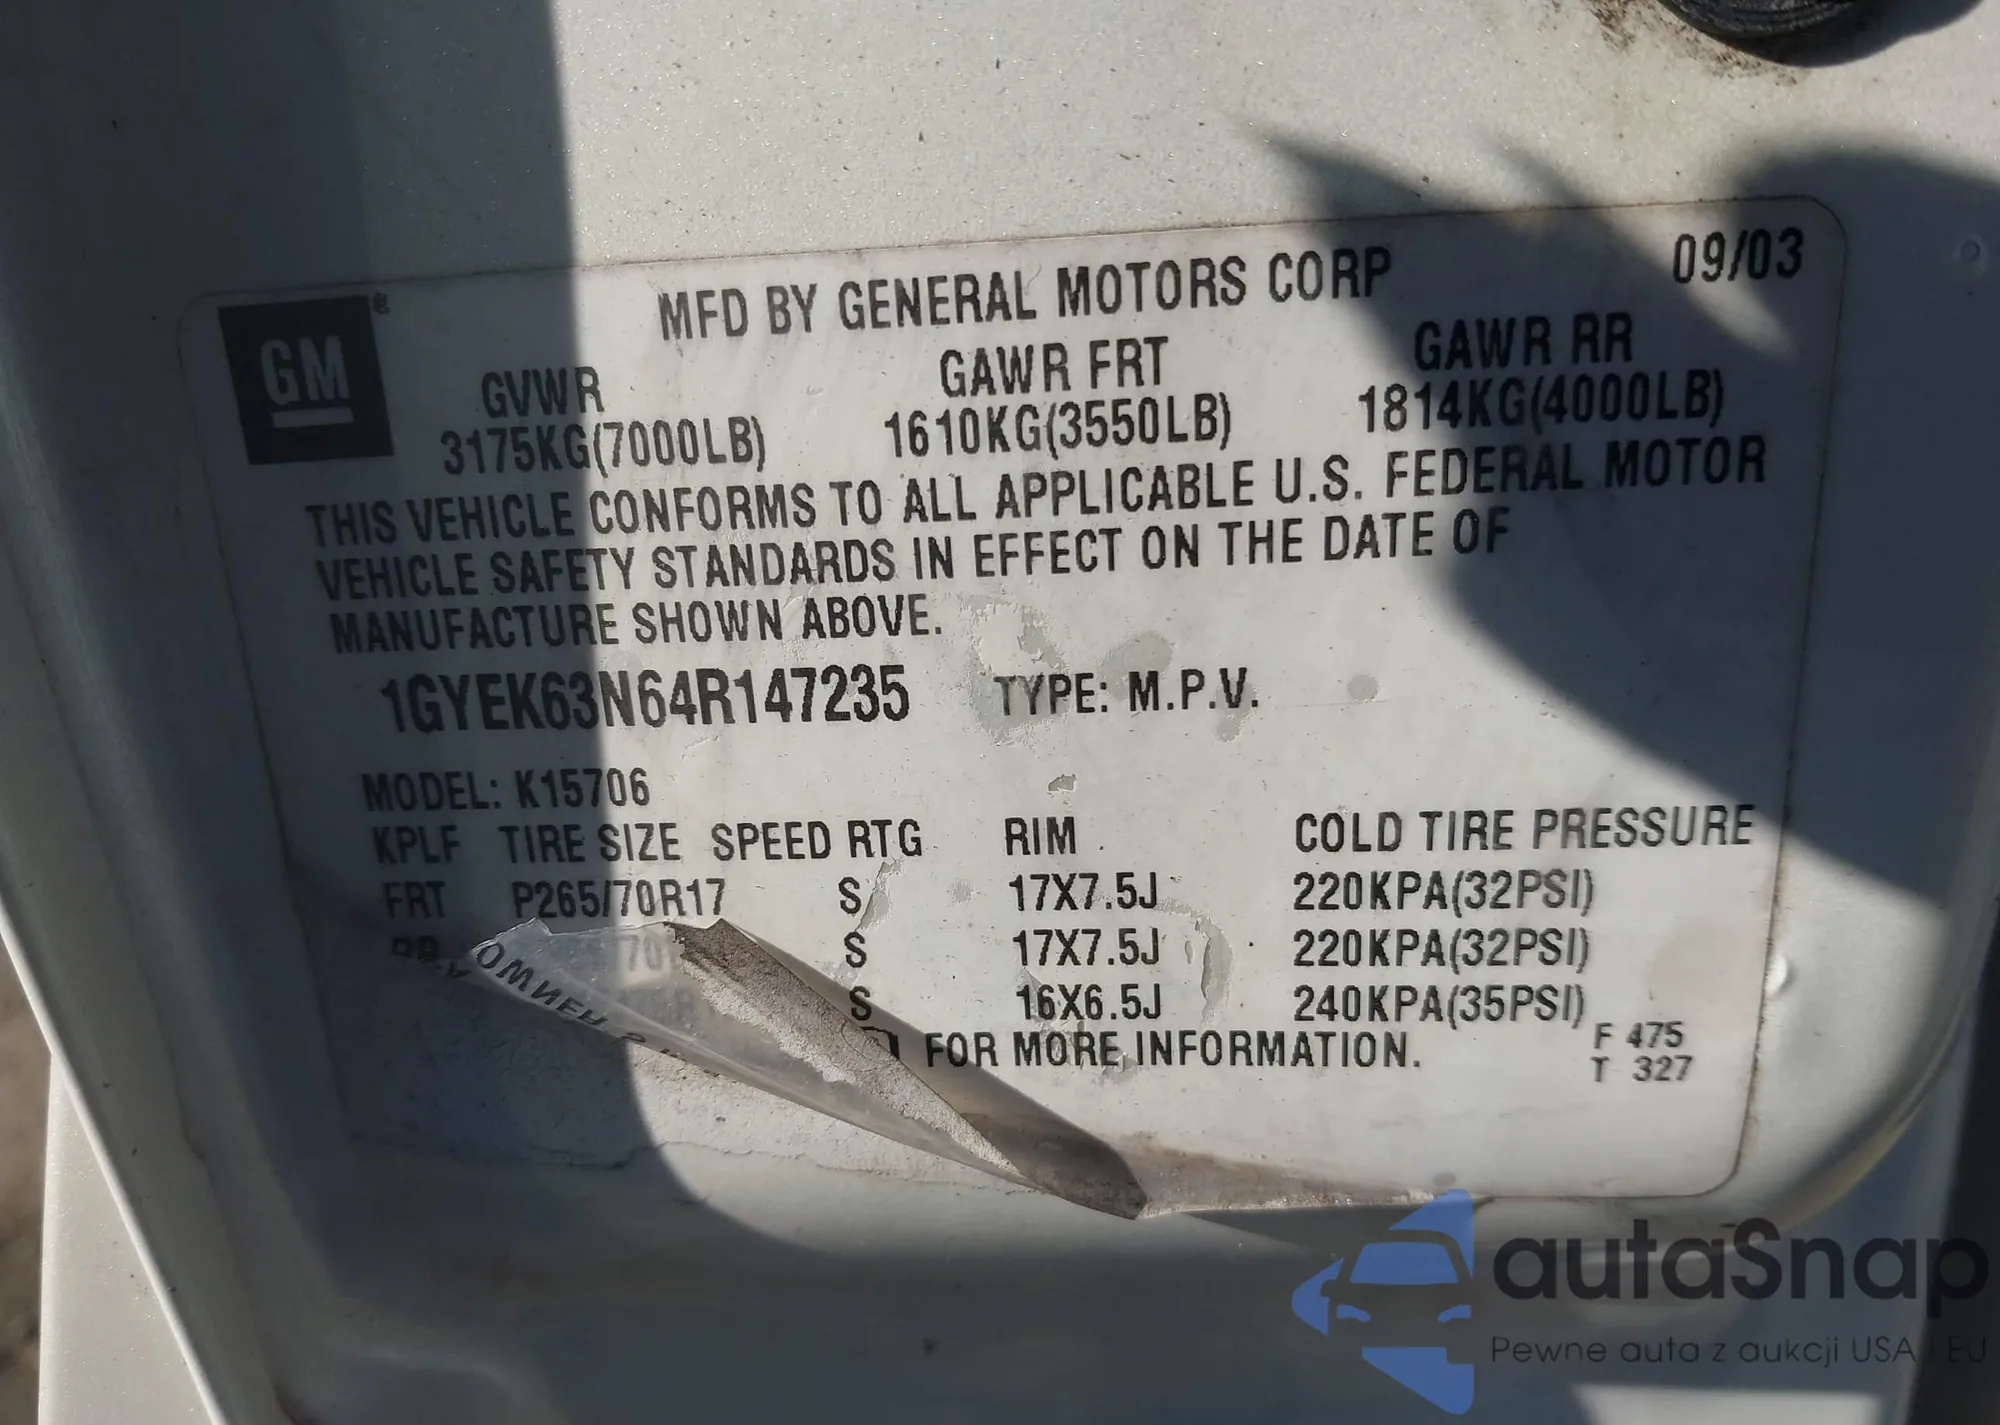 GM
®
MFD BY GENERAL MOTORS CORP 09/03
GVWR GAWR FRT GAWR RR
3175KG(7000LB) 1610KG(3550LB) 1814KG(4000LB)
THIS VEHICLE CONFORMS TO ALL APPLICABLE U.S. FEDERAL MOTOR
VEHICLE SAFETY STANDARDS IN EFFECT ON THE DATE OF
MANUFACTURE SHOWN ABOVE.
1GYEK63N64R147235 TYPE: M.P.V.
MODEL: K15706
KPLF TIRE SIZE SPEED RTG RIM COLD TIRE PRESSURE
FRT P265/70R17 S 17X7.5J 220KPA(32PSI)
S 17X7.5J 220KPA(32PSI)
S 16X6.5J 240KPA(35PSI)
OWNER
FOR MORE INFORMATION.
F 475
T 327
autaSnap
Pewne auta z aukcji USA i EU